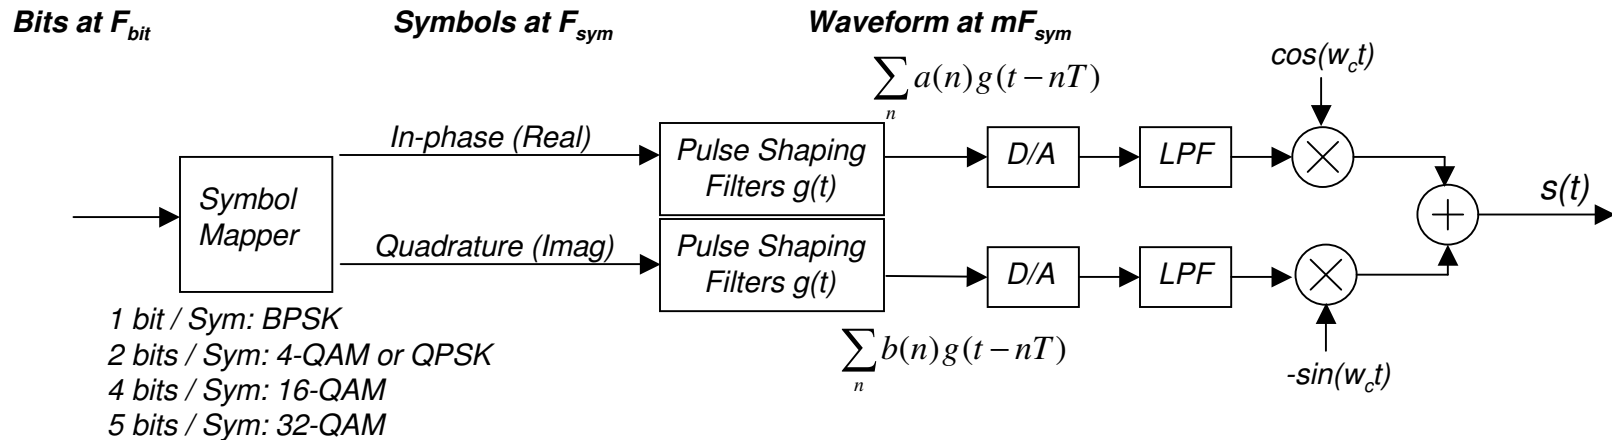 Bits at F_bit
Symbols at F_sym
Waveform at mF_sym
∑_n a(n)g(t − nT)
cos(w_ct)
In-phase (Real)
Pulse Shaping
Filters g(t)
D/A
LPF
Symbol
Mapper
s(t)
Quadrature (Imag)
Pulse Shaping
Filters g(t)
D/A
LPF
1 bit / Sym: BPSK
2 bits / Sym: 4-QAM or QPSK
4 bits / Sym: 16-QAM
5 bits / Sym: 32-QAM
∑_n b(n)g(t − nT)
-sin(w_ct)